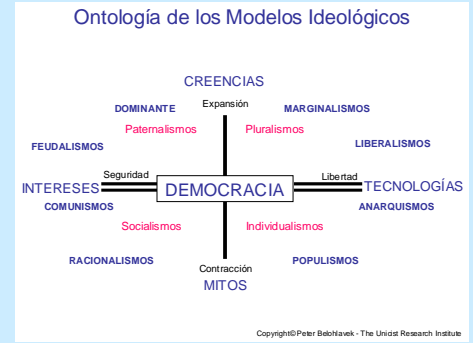 Ontología de los Modelos Ideológicos
CREENCIAS
Expansión
DOMINANTE
MARGINALISMOS
Paternalismos
Pluralismos
FEUDALISMOS
LIBERALISMOS
Seguridad
Libertad
INTERESES
DEMOCRACIA
TECNOLOGÍAS
COMUNISMOS
ANARQUISMOS
Socialismos
Individualismos
RACIONALISMOS
POPULISMOS
Contracción
MITOS
Copyright© Peter Belohlavek - The Unicist Research Institute